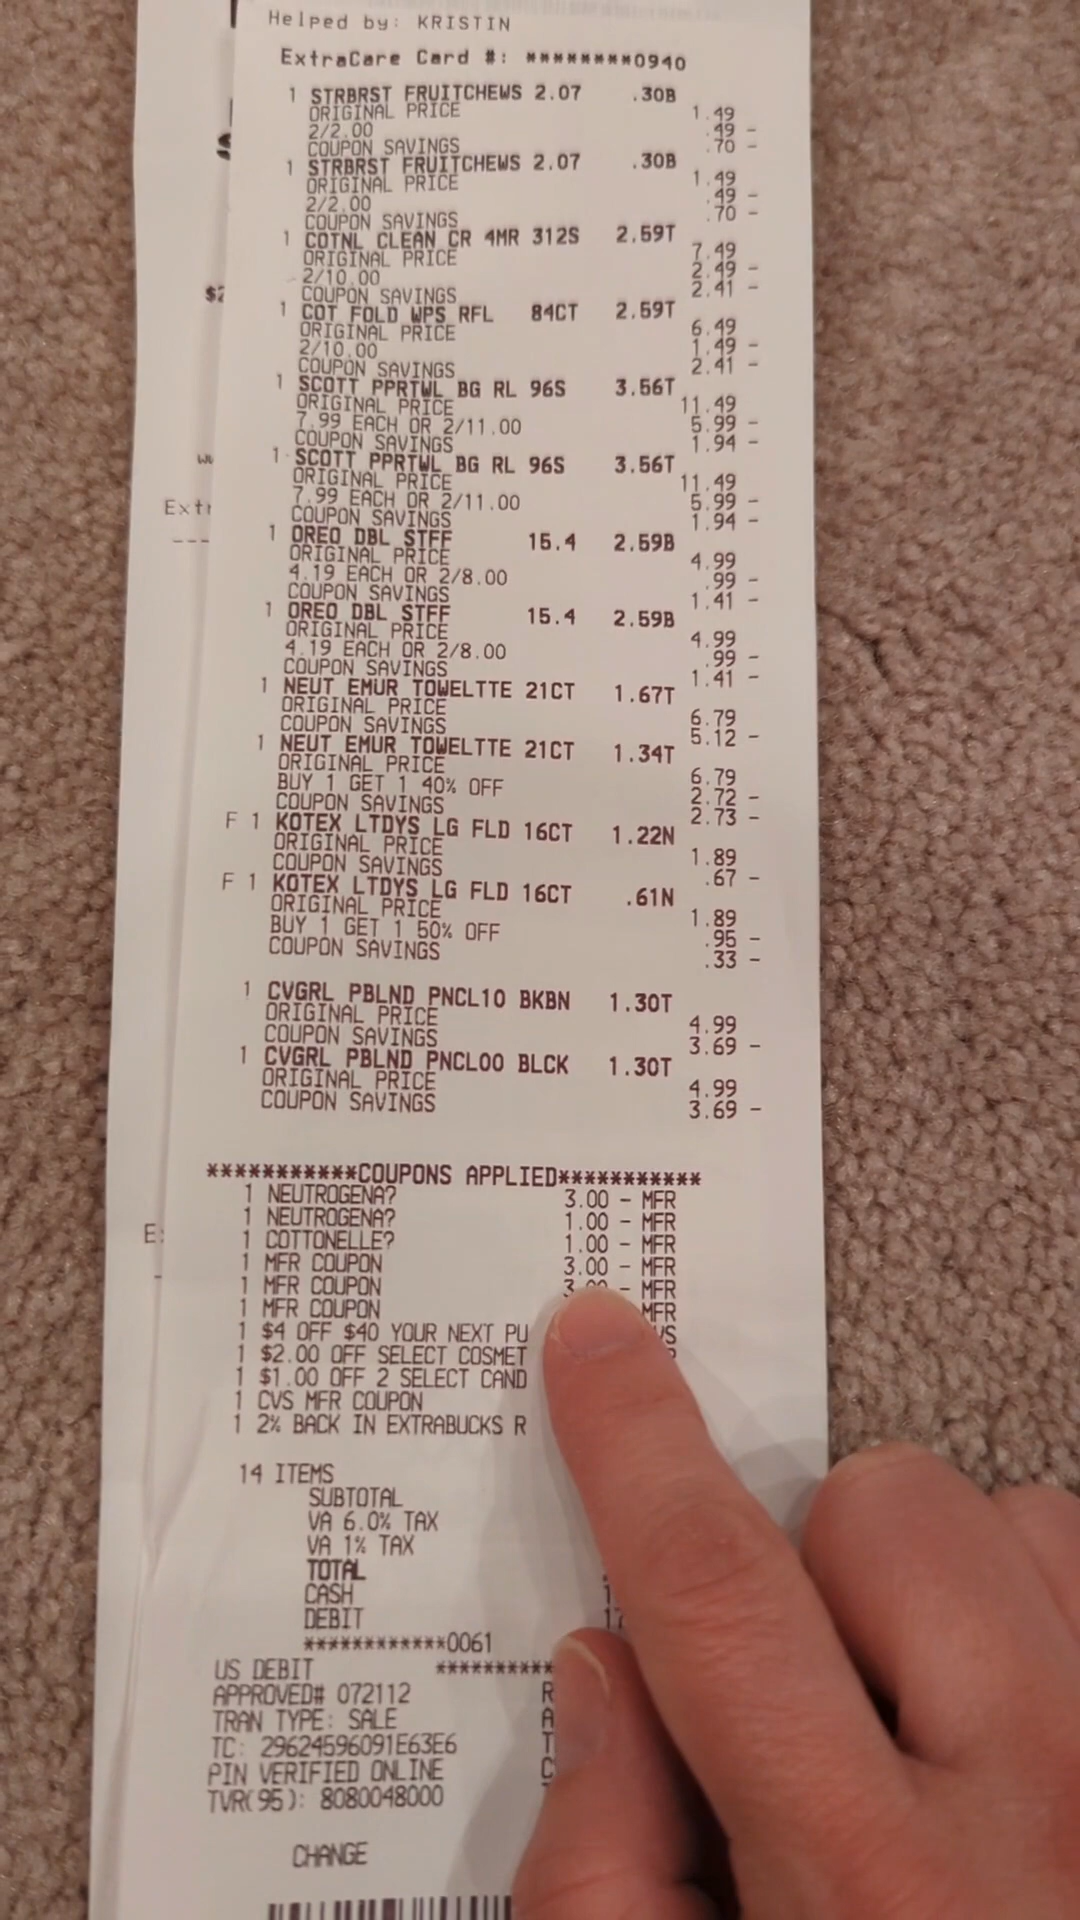 Helped by: KRISTIN
ExtraCare Card #: ********0940
1 STRBRST FRUITCHEWS 2.07 .30B
ORIGINAL PRICE 1.49
2/2.00 .49 -
COUPON SAVINGS .70 -
1 STRBRST FRUITCHEWS 2.07 .30B
ORIGINAL PRICE 1.49
2/2.00 .49 -
COUPON SAVINGS .70 -
1 COTNL CLEAN CR 4MR 312S 2.59T
ORIGINAL PRICE 7.49
2/10.00 2.49 -
COUPON SAVINGS 2.41 -
1 COT FOLD WPS RFL 84CT 2.59T
ORIGINAL PRICE 6.49
2/10.00 1.49 -
COUPON SAVINGS 2.41 -
1 SCOTT PPRTWL BG RL 96S 3.56T
ORIGINAL PRICE 11.49
7.99 EACH OR 2/11.00 5.99 -
COUPON SAVINGS 1.94 -
1 SCOTT PPRTWL BG RL 96S 3.56T
ORIGINAL PRICE 11.49
7.99 EACH OR 2/11.00 5.99 -
COUPON SAVINGS 1.94 -
1 OREO DBL STFF 15.4 2.59B
ORIGINAL PRICE 4.99
4.19 EACH OR 2/8.00 .99 -
COUPON SAVINGS 1.41 -
1 OREO DBL STFF 15.4 2.59B
ORIGINAL PRICE 4.99
4.19 EACH OR 2/8.00 .99 -
COUPON SAVINGS 1.41 -
1 NEUT EMUR TOWELTTE 21CT 1.67T
ORIGINAL PRICE 6.79
COUPON SAVINGS 5.12 -
1 NEUT EMUR TOWELTTE 21CT 1.34T
ORIGINAL PRICE 6.79
BUY 1 GET 1 40% OFF 2.72 -
COUPON SAVINGS 2.73 -
F 1 KOTEX LTDYS LG FLD 16CT 1.22N
ORIGINAL PRICE 1.89
COUPON SAVINGS .67 -
F 1 KOTEX LTDYS LG FLD 16CT .61N
ORIGINAL PRICE 1.89
BUY 1 GET 1 50% OFF .95 -
COUPON SAVINGS .33 -
1 CVGRL PBLND PNCL10 BKBN 1.30T
ORIGINAL PRICE 4.99
COUPON SAVINGS 3.69 -
1 CVGRL PBLND PNCL00 BLCK 1.30T
ORIGINAL PRICE 4.99
COUPON SAVINGS 3.69 -
***********COUPONS APPLIED***********
1 NEUTROGENA? 3.00 - MFR
1 NEUTROGENA? 1.00 - MFR
1 COTTONELLE? 1.00 - MFR
1 MFR COUPON 3.00 - MFR
1 MFR COUPON 3.00 - MFR
1 MFR COUPON MFR
1 $4 OFF $40 YOUR NEXT PU
1 $2.00 OFF SELECT COSMET
1 $1.00 OFF 2 SELECT CAND
1 CVS MFR COUPON
1 2% BACK IN EXTRABUCKS R
14 ITEMS
SUBTOTAL
VA 6.0% TAX
VA 1% TAX
TOTAL
CASH
DEBIT 17
************0061
US DEBIT **********
APPROVED# 072112 R
TRAN TYPE: SALE A
TC: 29624596091E63E6 T
PIN VERIFIED ONLINE C
TVR(95): 8080048000
CHANGE